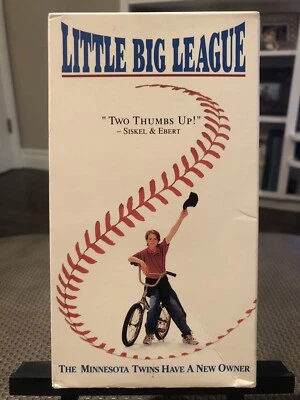 LITTLE BIG LEAGUE
"TWO THUMBS UP!"
– SISKEL & EBERT
THE MINNESOTA TWINS HAVE A NEW OWNER